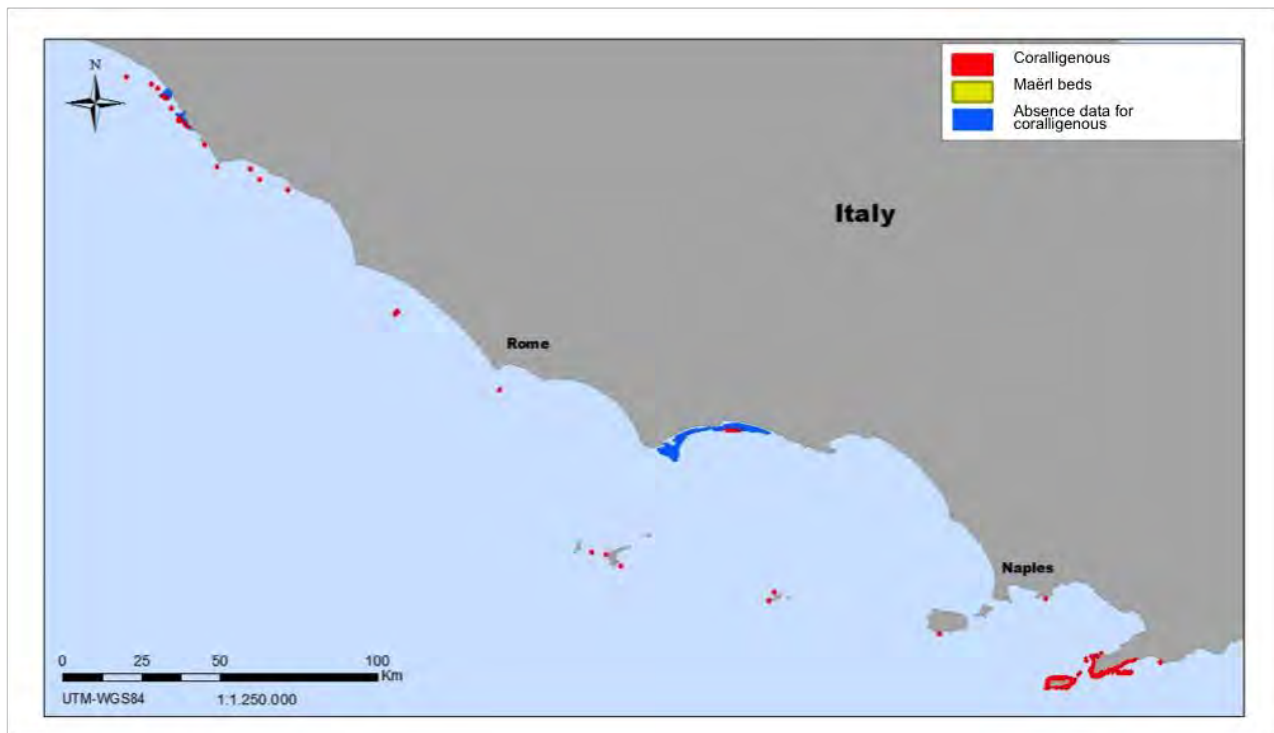 N
Coralligenous
Maërl beds
Absence data for
coralligenous
Italy
Rome
Naples
0 25 50 100
Km
UTM-WGS84 1:1.250.000